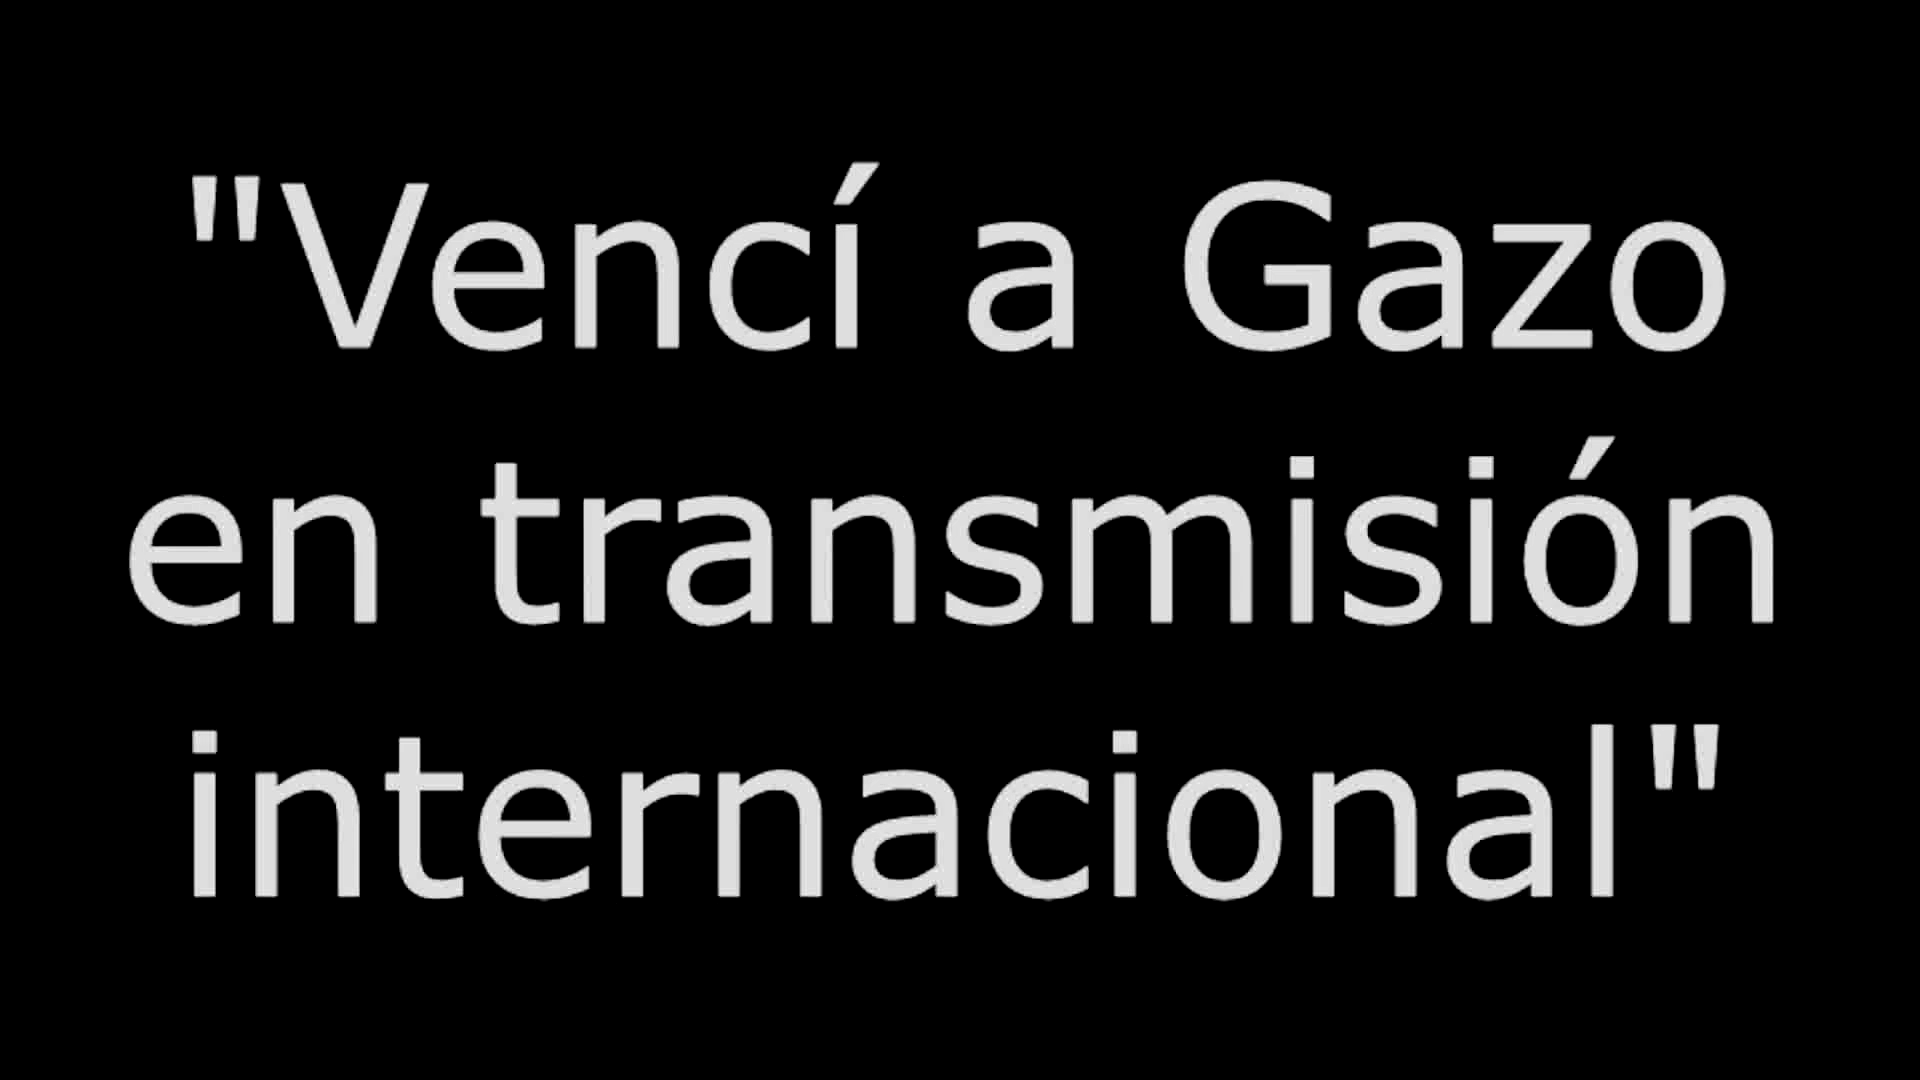 "Vencí a Gazo
en transmisión
internacional"